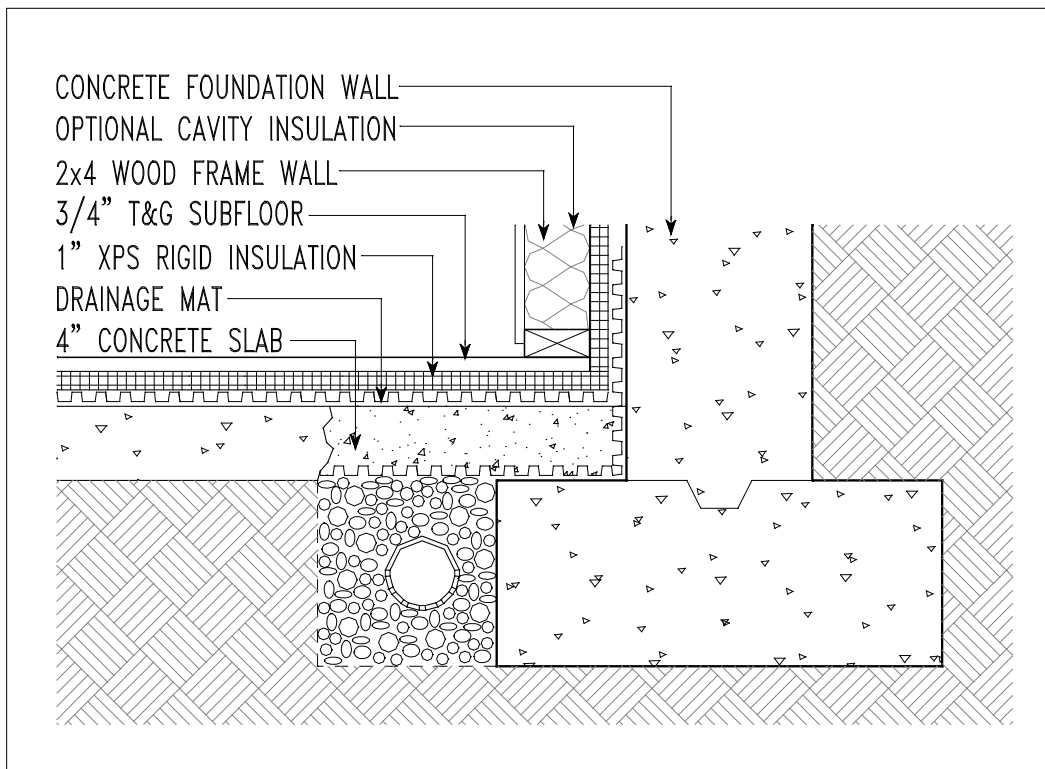 CONCRETE FOUNDATION WALL
OPTIONAL CAVITY INSULATION
2x4 WOOD FRAME WALL
3/4” T&G SUBFLOOR
1” XPS RIGID INSULATION
DRAINAGE MAT
4” CONCRETE SLAB